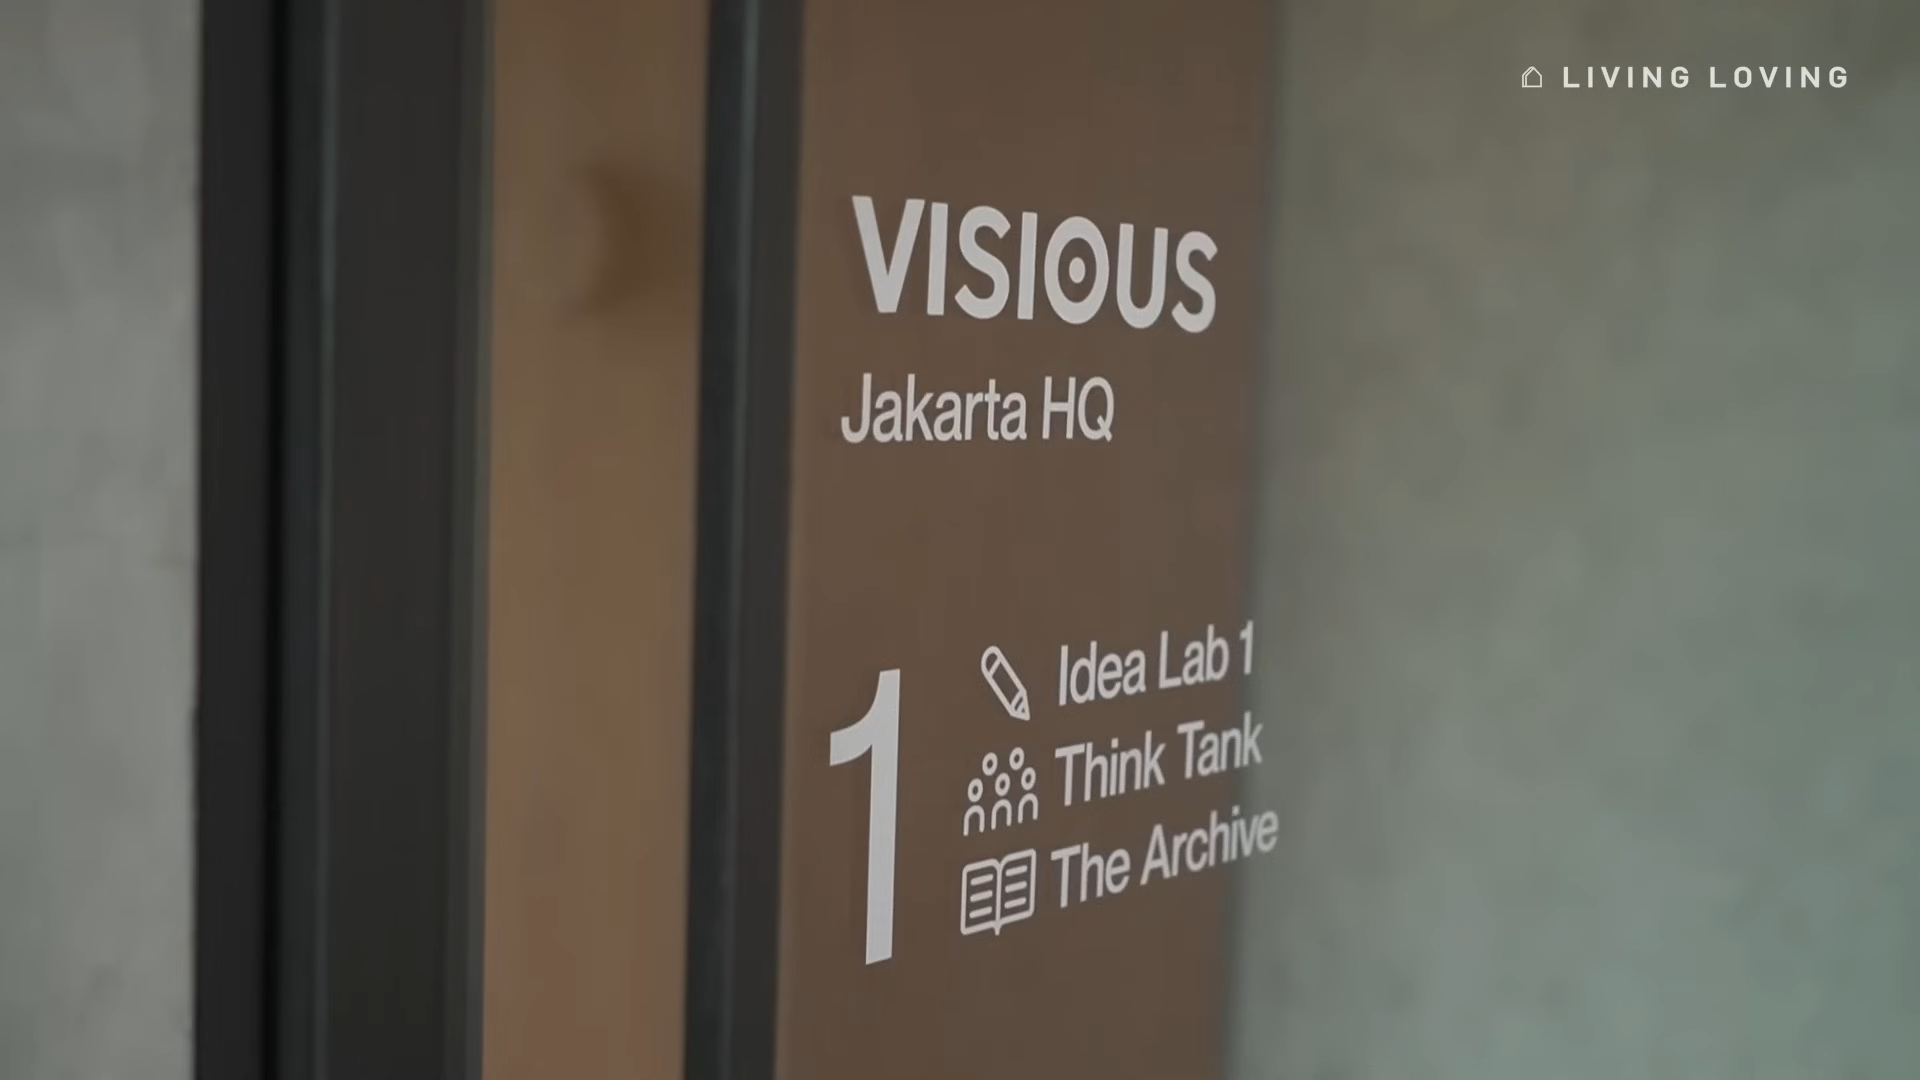 LIVING LOVING
VISIOUS
Jakarta HQ
1
Idea Lab 1
Think Tank
The Archive